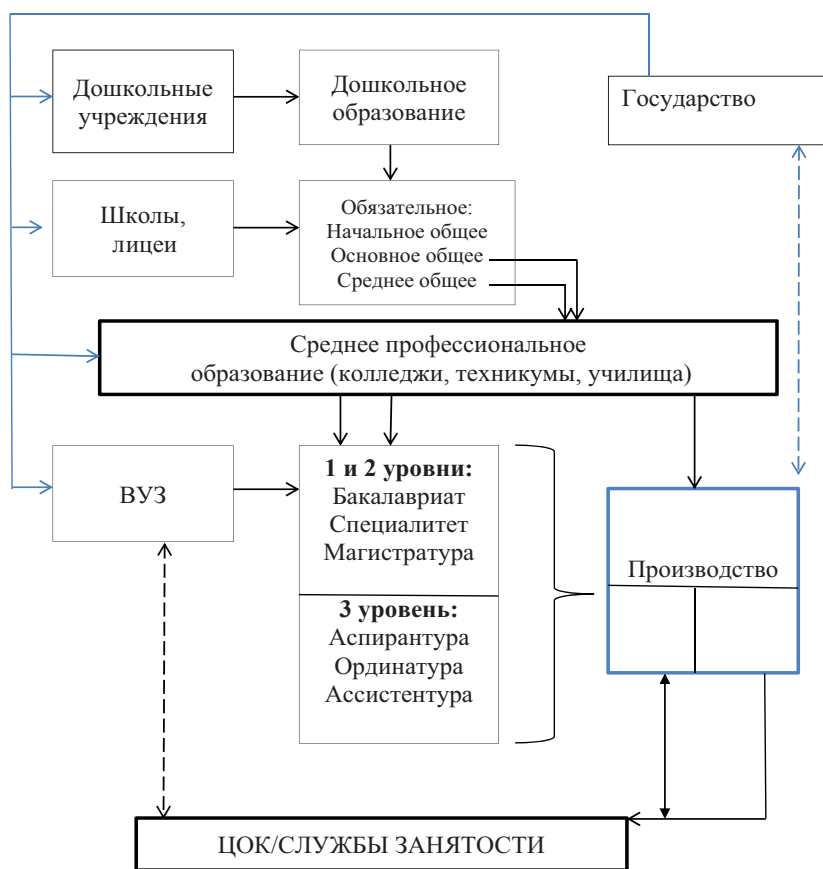 Дошкольные
учреждения
Дошкольное
образование
Государство
Школы,
лицеи
Обязательное:
Начальное общее
Основное общее
Среднее общее
Среднее профессиональное
образование (колледжи, техникумы, училища)
ВУЗ
1 и 2 уровни:
Бакалавриат
Специалитет
Магистратура
3 уровень:
Аспирантура
Ординатура
Ассистентура
Производство
ЦОК/СЛУЖБЫ ЗАНЯТОСТИ